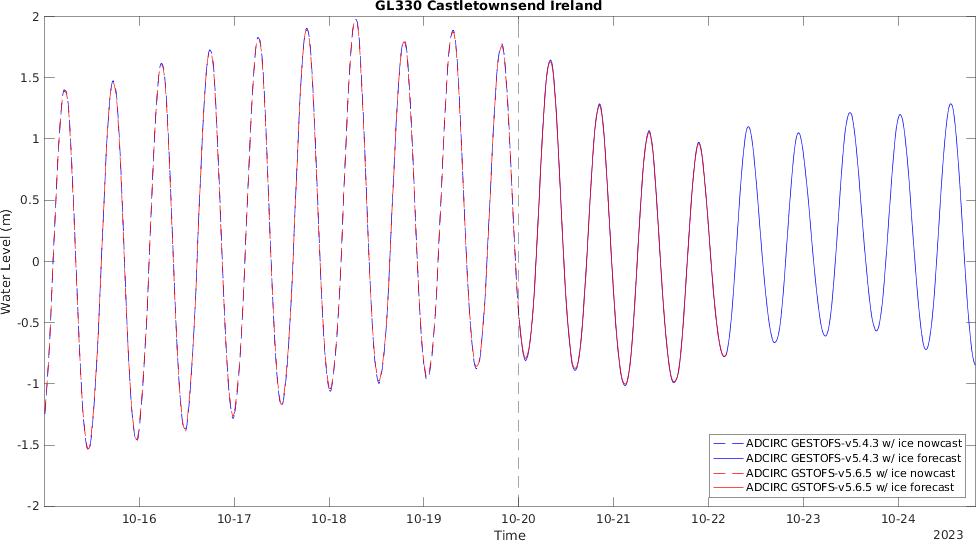 GL330 Castletownsend Ireland
Water Level (m)
2
1.5
1
0.5
0
-0.5
-1
-1.5
-2
ADCIRC GESTOFS-v5.4.3 w/ ice nowcast
ADCIRC GESTOFS-v5.4.3 w/ ice forecast
ADCIRC GSTOFS-v5.6.5 w/ ice nowcast
ADCIRC GSTOFS-v5.6.5 w/ ice forecast
10-16 10-17 10-18 10-19 10-20 10-21 10-22 10-23 10-24
Time
2023